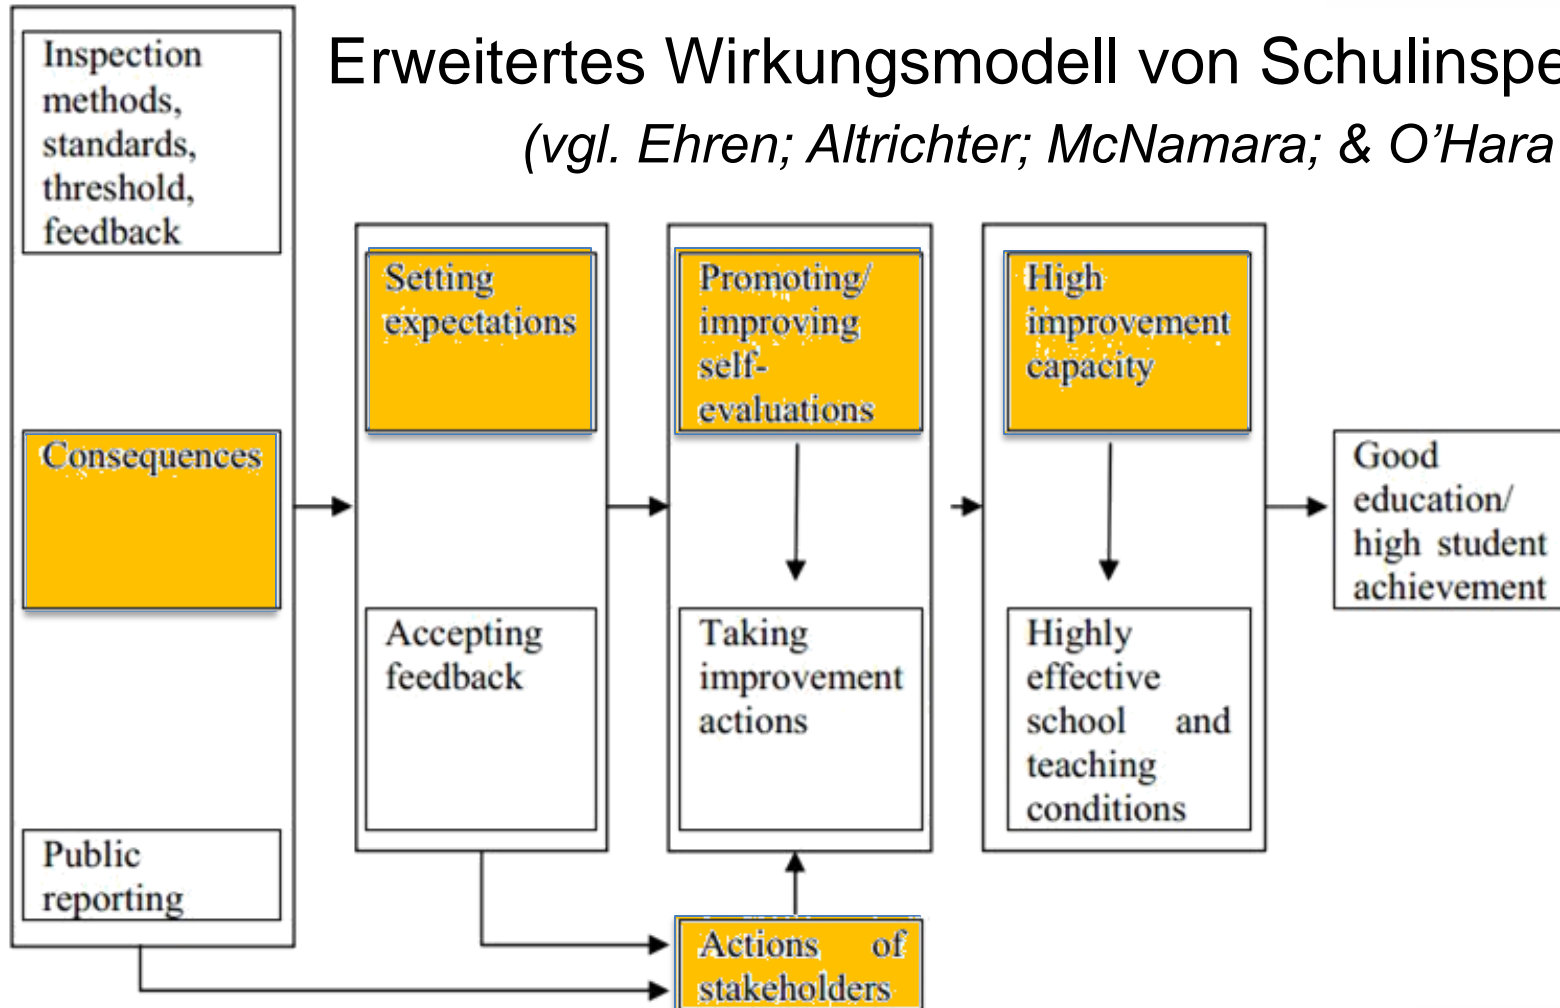 Erweitertes Wirkungsmodell von Schulinspe
(vgl. Ehren; Altrichter; McNamara; & O’Hara
Inspection
methods,
standards,
threshold,
feedback
Consequences
Public
reporting
Setting
expectations
Accepting
feedback
Promoting/
improving
self-
evaluations
Taking
improvement
actions
Actions of
stakeholders
High
improvement
capacity
Highly
effective
school and
teaching
conditions
Good
education/
high student
achievement